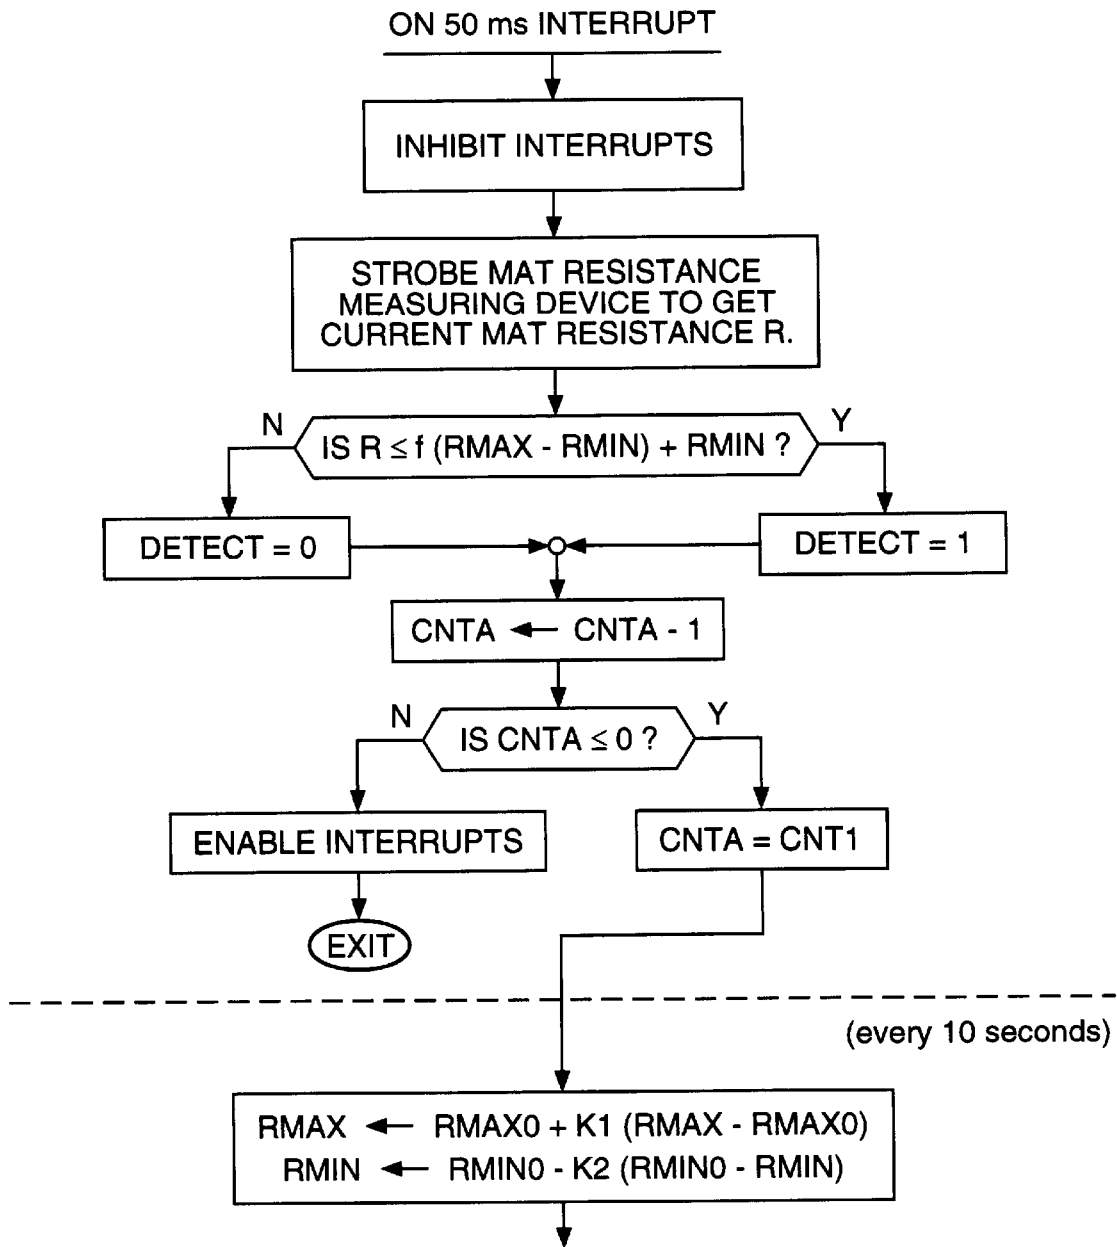 ON 50 ms INTERRUPT
INHIBIT INTERRUPTS
STROBE MAT RESISTANCE
MEASURING DEVICE TO GET
CURRENT MAT RESISTANCE R.
N
Y
IS R ≤ f (RMAX - RMIN) + RMIN ?
DETECT = 0
DETECT = 1
CNTA ← CNTA - 1
N
Y
IS CNTA ≤ 0 ?
ENABLE INTERRUPTS
CNTA = CNT1
EXIT
(every 10 seconds)
RMAX ← RMAX0 + K1 (RMAX - RMAX0)
RMIN ← RMIN0 - K2 (RMIN0 - RMIN)